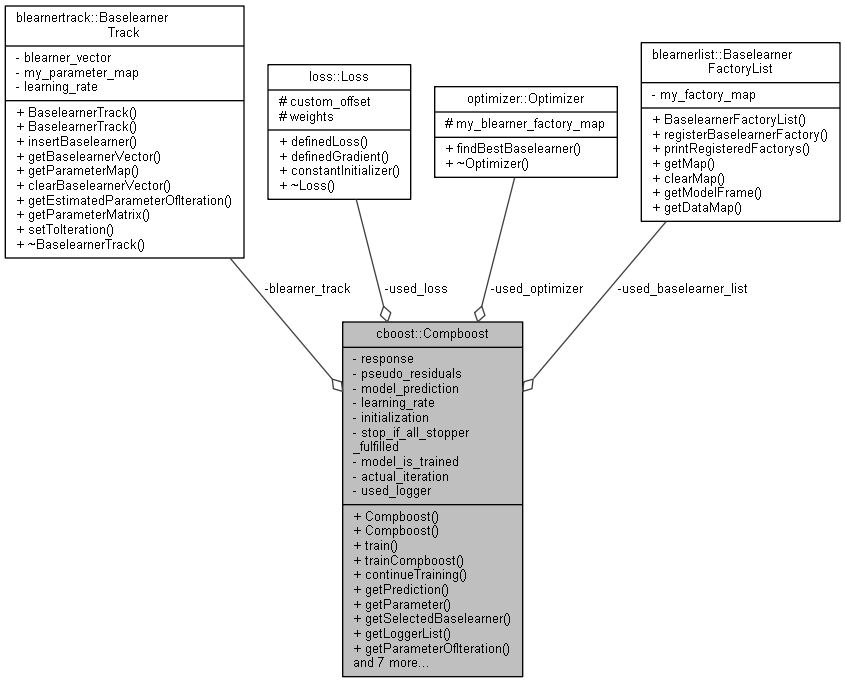 blearnertrack::Baselearner
Track
- blearner_vector
- my_parameter_map
- learning_rate
+ BaselearnerTrack()
+ BaselearnerTrack()
+ insertBaselearner()
+ getBaselearnerVector()
+ getParameterMap()
+ clearBaselearnerVector()
+ getEstimatedParameterOfIteration()
+ getParameterMatrix()
+ setToIteration()
+ ~BaselearnerTrack()
loss::Loss
# custom_offset
# weights
+ definedLoss()
+ definedGradient()
+ constantInitializer()
+ ~Loss()
optimizer::Optimizer
# my_blearner_factory_map
+ findBestBaselearner()
+ ~Optimizer()
blearnerlist::Baselearner
FactoryList
- my_factory_map
+ BaselearnerFactoryList()
+ registerBaselearnerFactory()
+ printRegisteredFactorys()
+ getMap()
+ clearMap()
+ getModelFrame()
+ getDataMap()
-blearner_track
-used_loss
-used_optimizer
-used_baselearner_list
cboost::Compboost
- response
- pseudo_residuals
- model_prediction
- learning_rate
- initialization
- stop_if_all_stopper
_fulfilled
- model_is_trained
- actual_iteration
- used_logger
+ Compboost()
+ Compboost()
+ train()
+ trainCompboost()
+ continueTraining()
+ getPrediction()
+ getParameter()
+ getSelectedBaselearner()
+ getLoggerList()
+ getParameterOfIteration()
and 7 more...